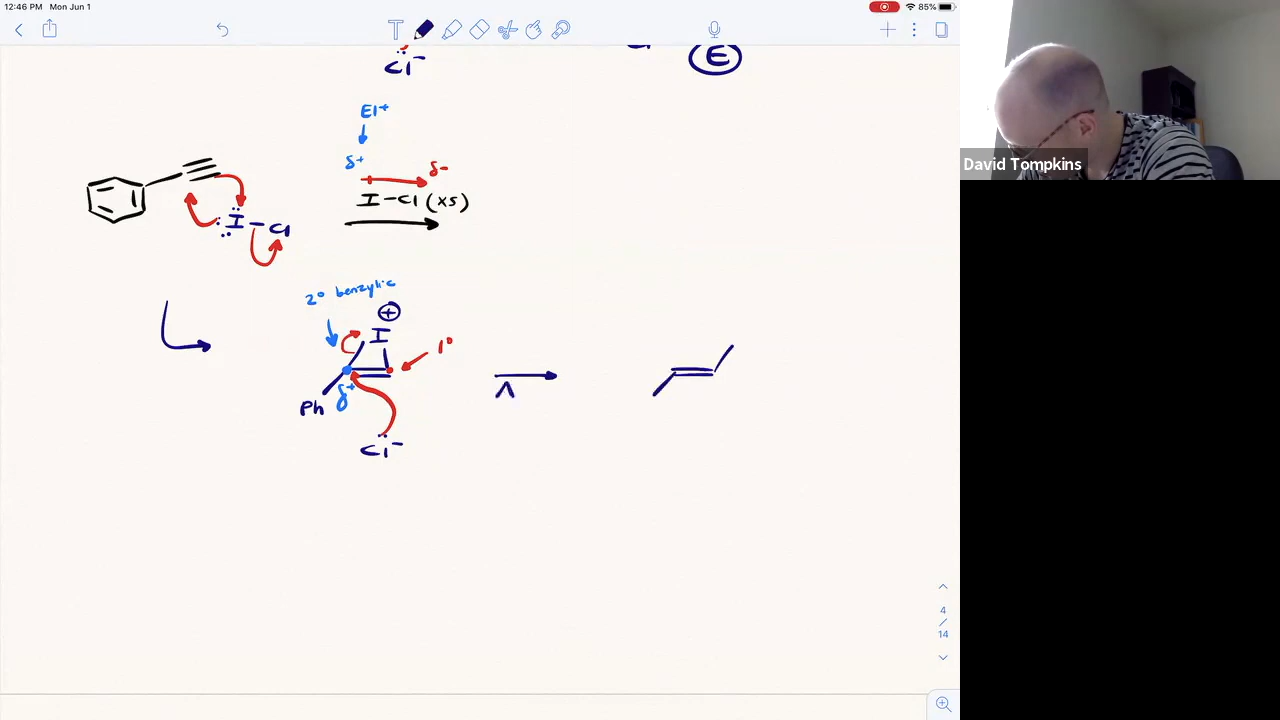 12:46 PM Mon Jun 1
85%
T
Cl⁻
E
El⁺
δ⁺
δ-
I-Cl (xs)
I-Cl
2° benzylic
+
I
1°
δ⁺
Ph
Cl⁻
4
/
14
David Tompkins